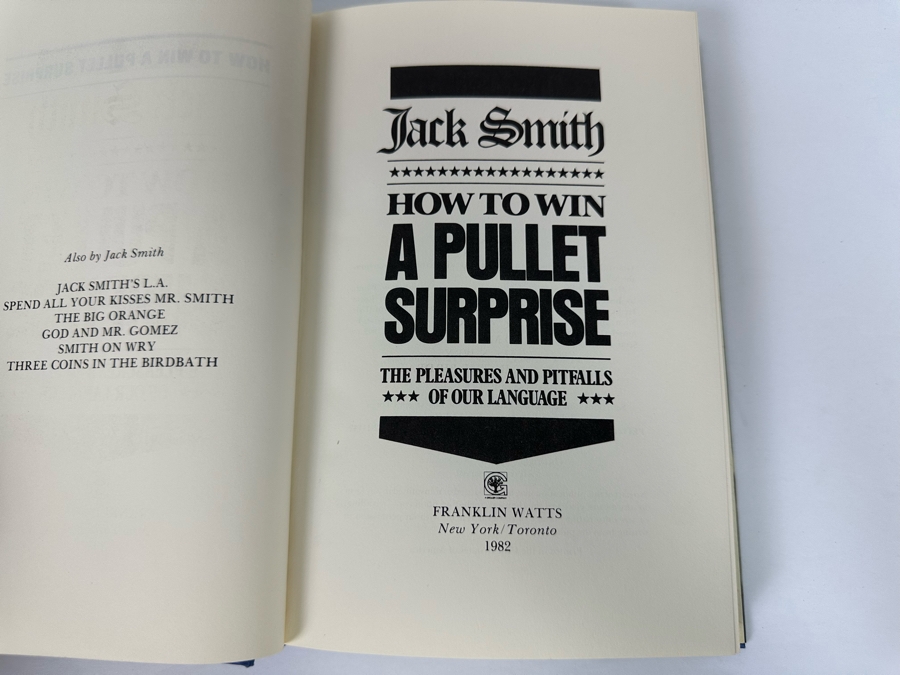 Also by Jack Smith
JACK SMITH'S L.A.
SPEND ALL YOUR KISSES MR. SMITH
THE BIG ORANGE
GOD AND MR. GOMEZ
SMITH ON WRY
THREE COINS IN THE BIRDBATH
Jack Smith
HOW TO WIN
A PULLET
SURPRISE
THE PLEASURES AND PITFALLS
OF OUR LANGUAGE
FRANKLIN WATTS
New York/Toronto
1982